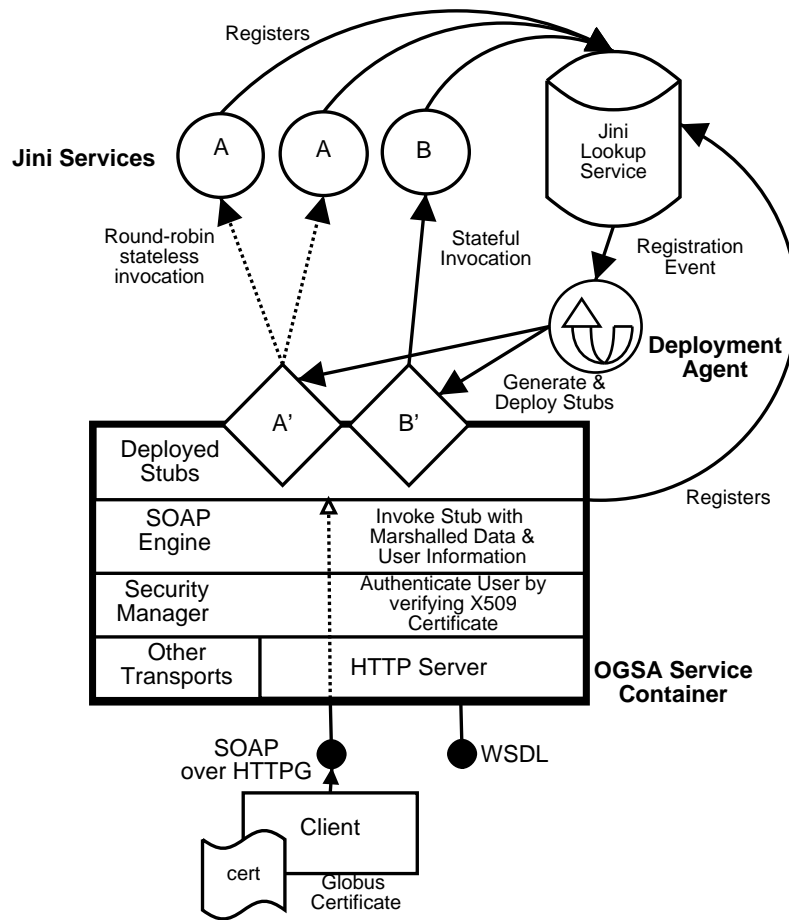 Registers
Jini Services
A
A
B
Jini
Lookup
Service
Round-robin
stateless
invocation
Stateful
Invocation
Registration
Event
Deployment
Agent
Generate &
Deploy Stubs
A’
B’
Deployed
Stubs
Registers
SOAP
Engine
Invoke Stub with
Marshalled Data &
User Information
Security
Manager
Authenticate User by
verifying X509
Certificate
Other
Transports
HTTP Server
OGSA Service
Container
SOAP
over HTTPG
WSDL
Client
cert
Globus
Certificate